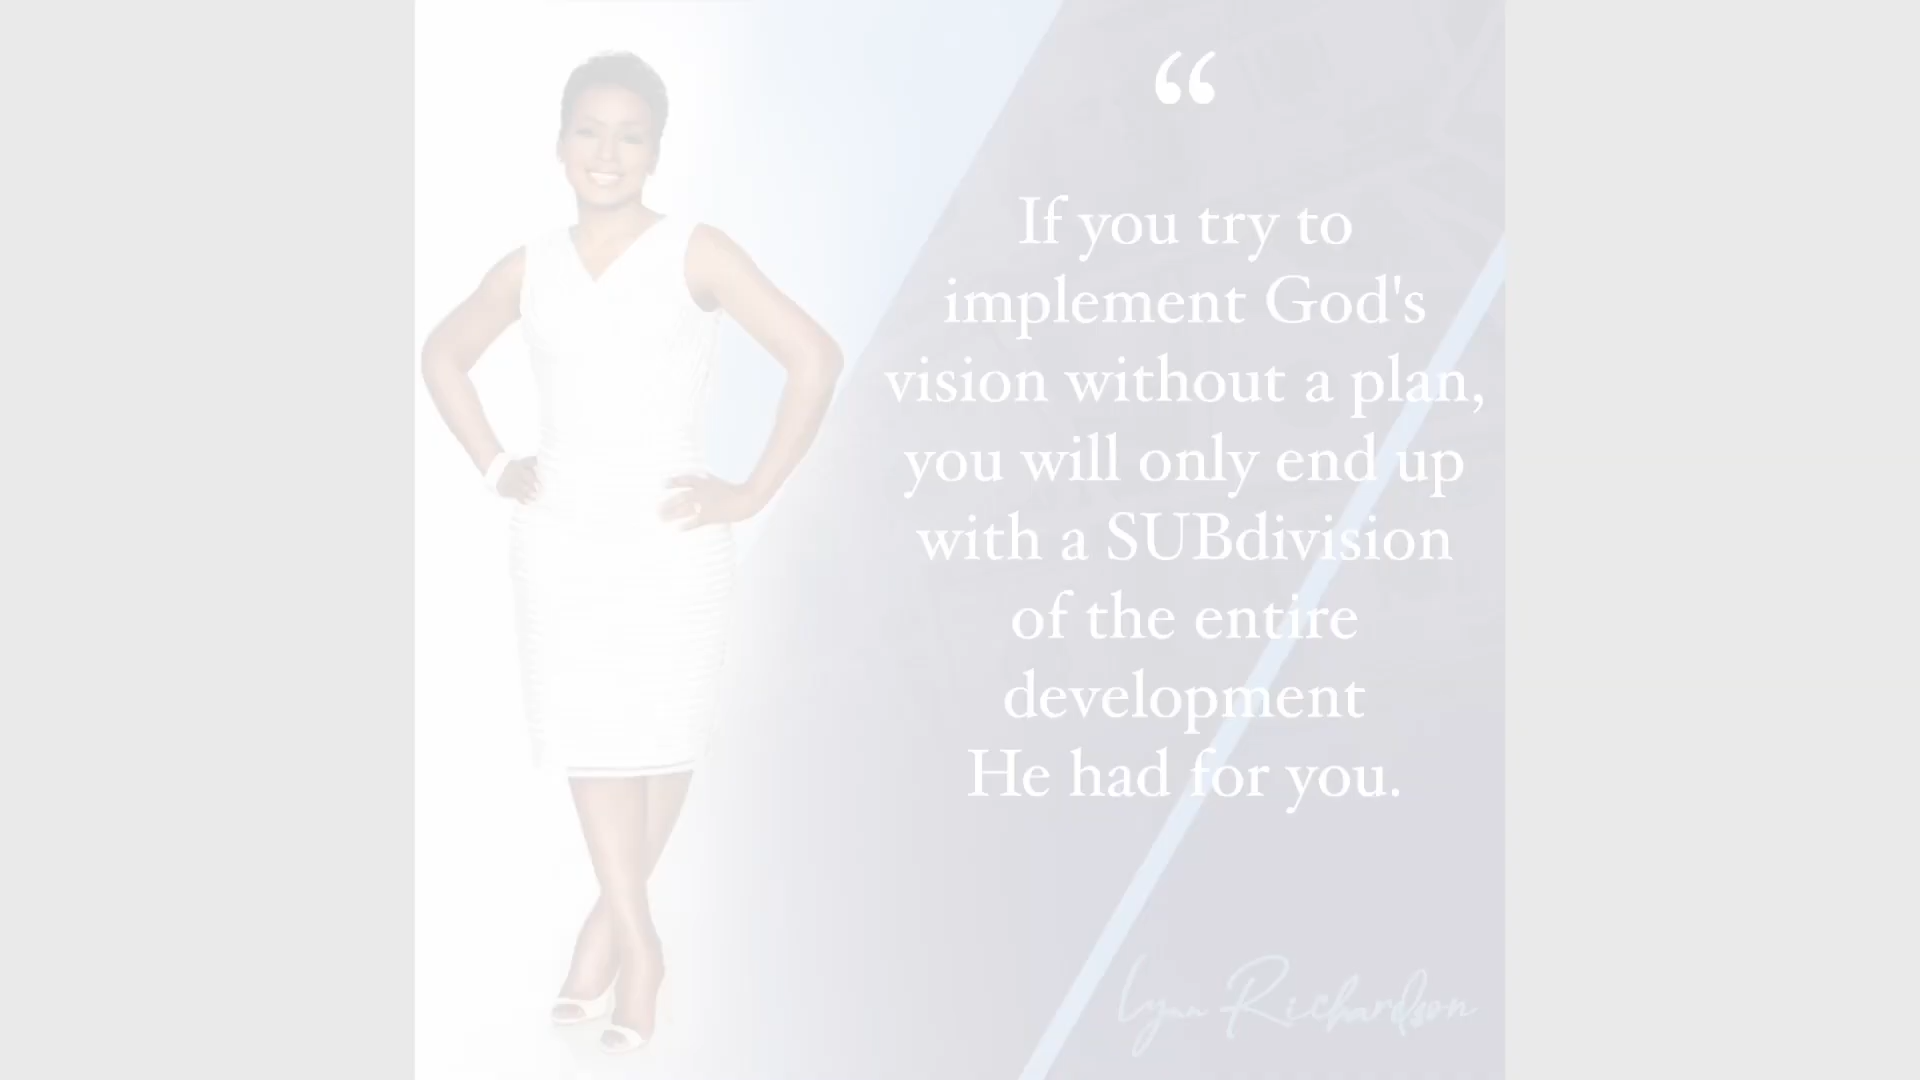 “
If you try to
implement God's
vision without a plan,
you will only end up
with a SUBdivision
of the entire
development
He had for you.
Lynn Richardson